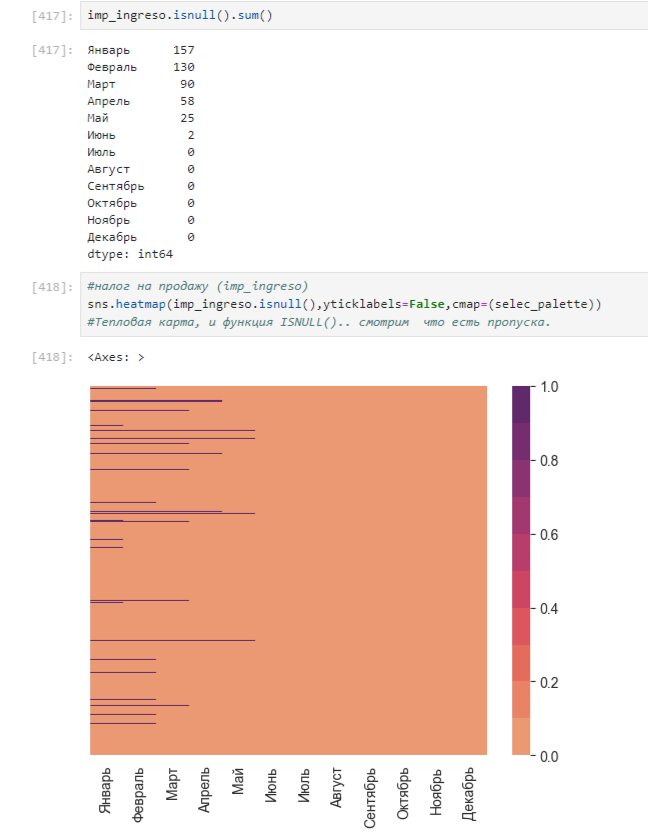 [417]: imp_ingreso.isnull().sum()
[417]: Январь 157
Февраль 130
Март 90
Апрель 58
Май 25
Июнь 2
Июль 0
Август 0
Сентябрь 0
Октябрь 0
Ноябрь 0
Декабрь 0
dtype: int64
[418]: #налог на продажу (imp_ingreso)
sns.heatmap(imp_ingreso.isnull(),yticklabels=False,cmap=(selec_palette))
#Тепловая карта, и функция ISNULL().. смотрим  что есть пропуска.
[418]: <Axes: >
1.0
0.8
0.6
0.4
0.2
0.0
Январь
Февраль
Март
Апрель
Май
Июнь
Июль
Август
Сентябрь
Октябрь
Ноябрь
Декабрь